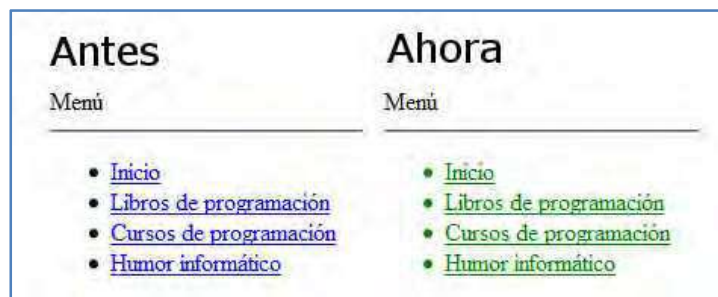 Antes
Menú
Inicio
Libros de programación
Cursos de programación
Humor informático
Ahora
Menú
Inicio
Libros de programación
Cursos de programación
Humor informático